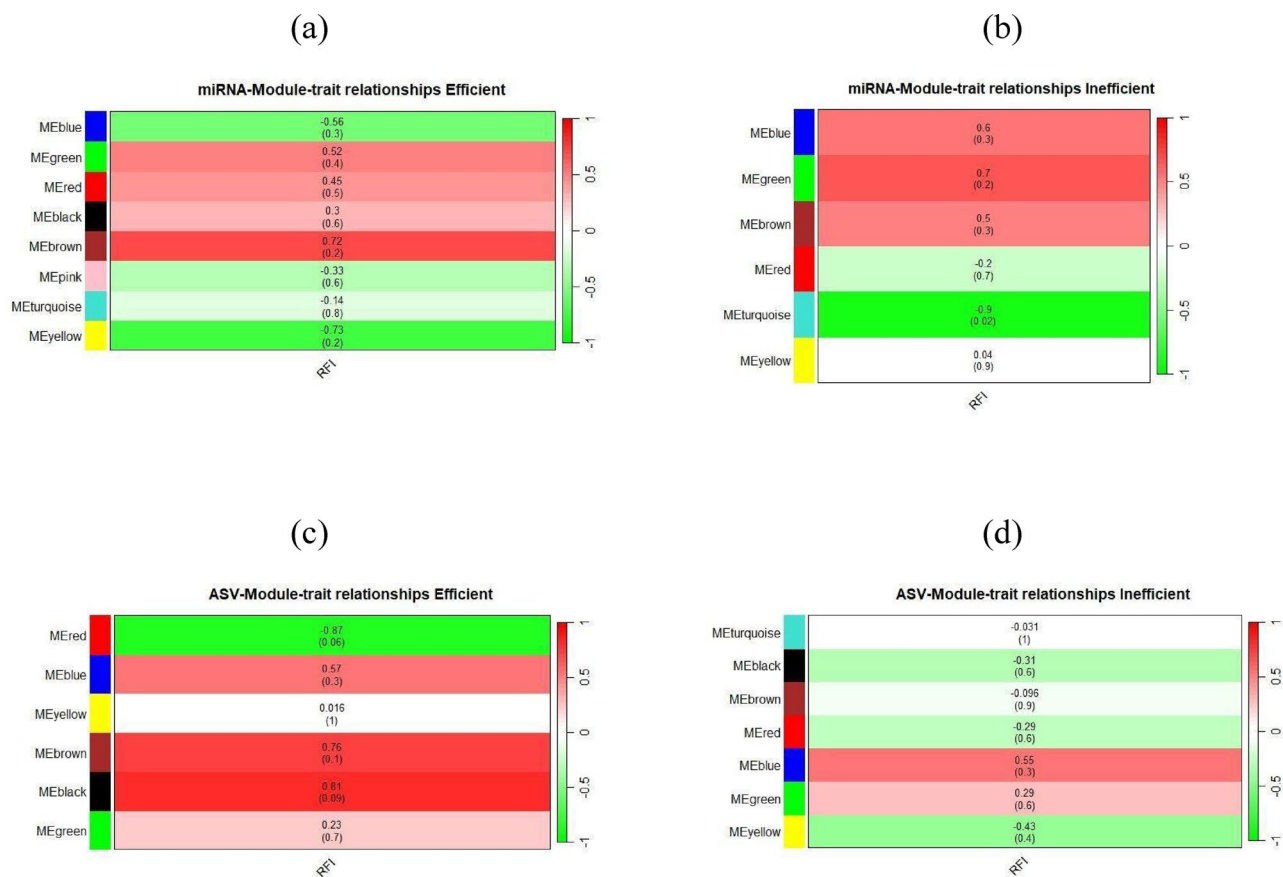 (a)
miRNA-Module-trait relationships Efficient
MEblue
-0.56
(0.3)
MEgreen
0.52
(0.4)
MEred
0.45
(0.5)
MEblack
0.3
(0.6)
MEbrown
0.72
(0.2)
MEpink
-0.33
(0.6)
MEturquoise
-0.14
(0.8)
MEyellow
-0.73
(0.2)
RFI
1
0.5
0
-0.5
-1
(b)
miRNA-Module-trait relationships Inefficient
MEblue
0.6
(0.3)
MEgreen
0.7
(0.2)
MEbrown
0.5
(0.3)
MEred
-0.2
(0.7)
MEturquoise
-0.9
(0.02)
MEyellow
0.04
(0.9)
RFI
1
0.5
0
-0.5
-1
(c)
ASV-Module-trait relationships Efficient
MEred
-0.87
(0.06)
MEblue
0.57
(0.3)
MEyellow
0.016
(1)
MEbrown
0.76
(0.1)
MEblack
0.81
(0.09)
MEgreen
0.23
(0.7)
RFI
1
0.5
0
-0.5
-1
(d)
ASV-Module-trait relationships Inefficient
MEturquoise
-0.031
(1)
MEblack
-0.31
(0.6)
MEbrown
-0.096
(0.9)
MEred
-0.29
(0.6)
MEblue
0.55
(0.3)
MEgreen
0.29
(0.6)
MEyellow
-0.43
(0.4)
RFI
1
0.5
0
-0.5
-1